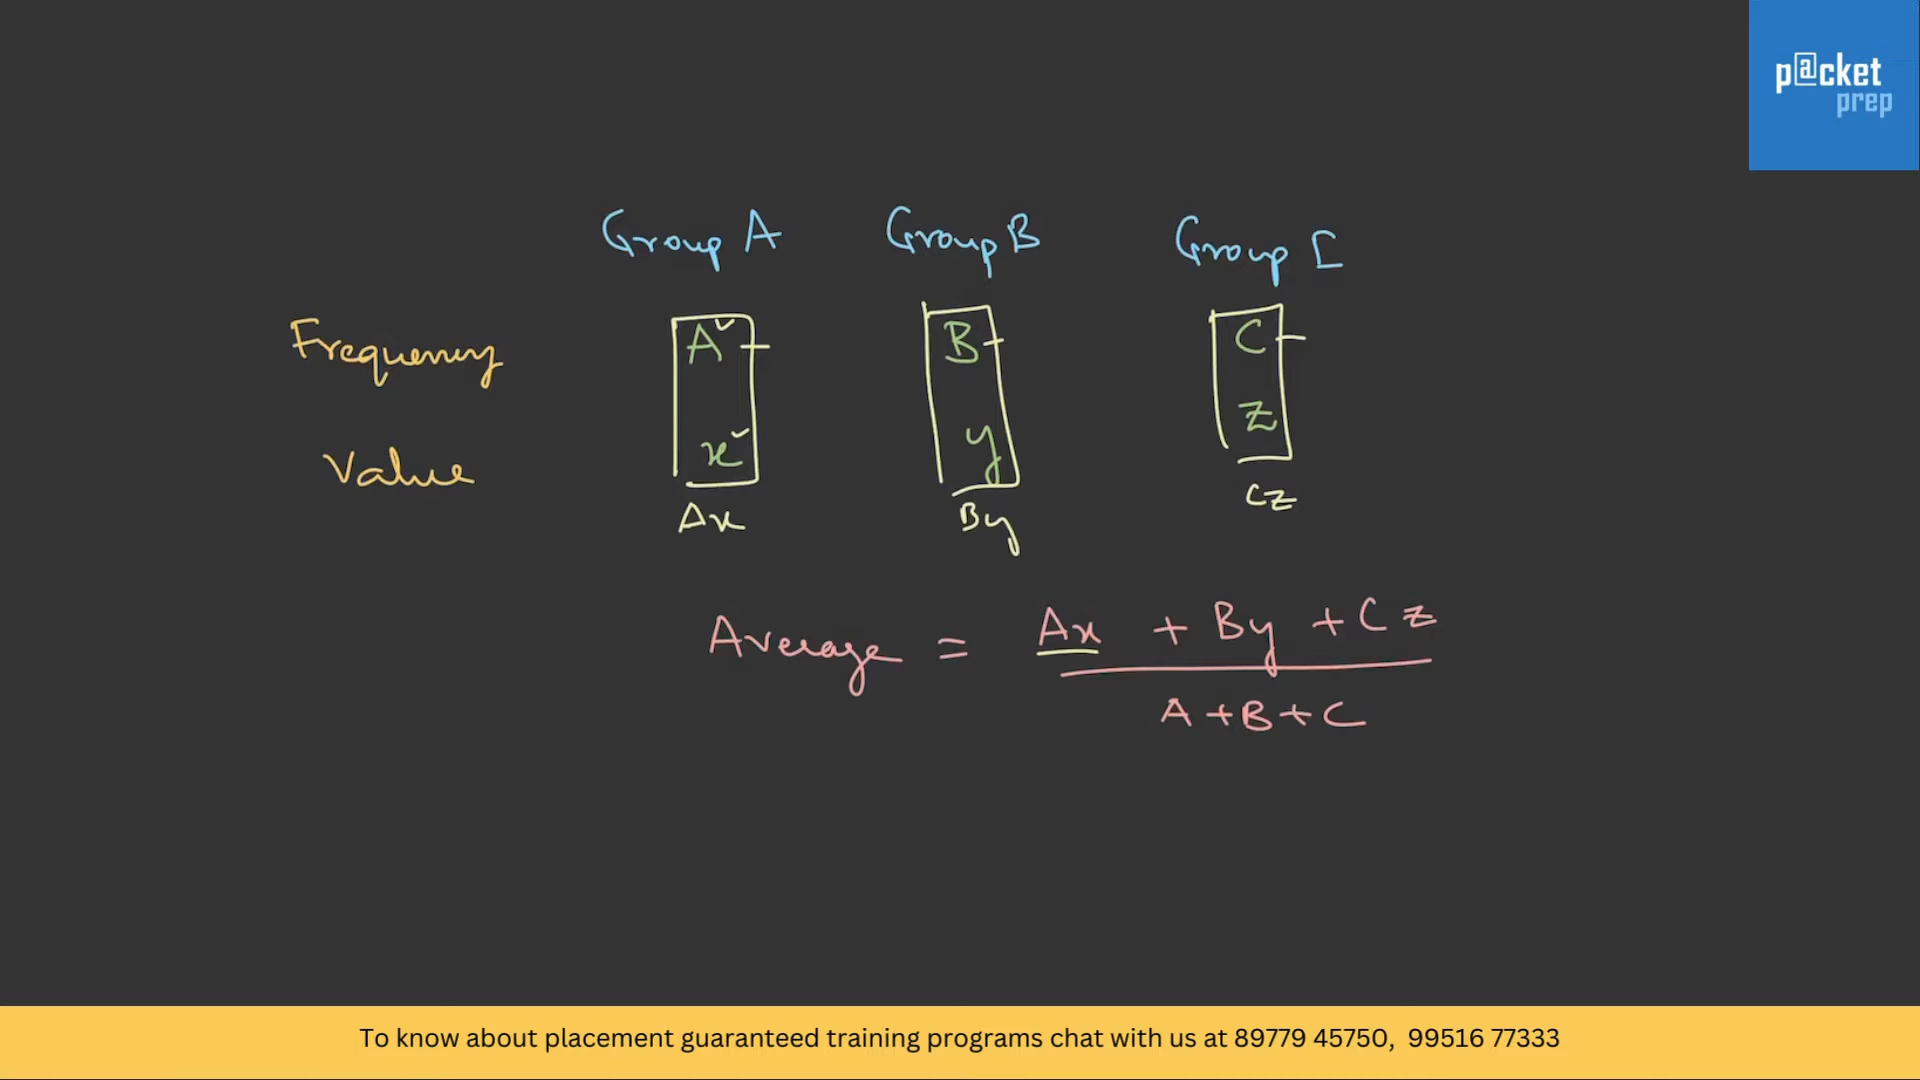 p@cket
prep
Group A Group B Group C
Frequency A B C
Value x y z
Ax By Cz
Average = Ax + By + Cz
A + B + C
To know about placement guaranteed training programs chat with us at 89779 45750, 99516 77333